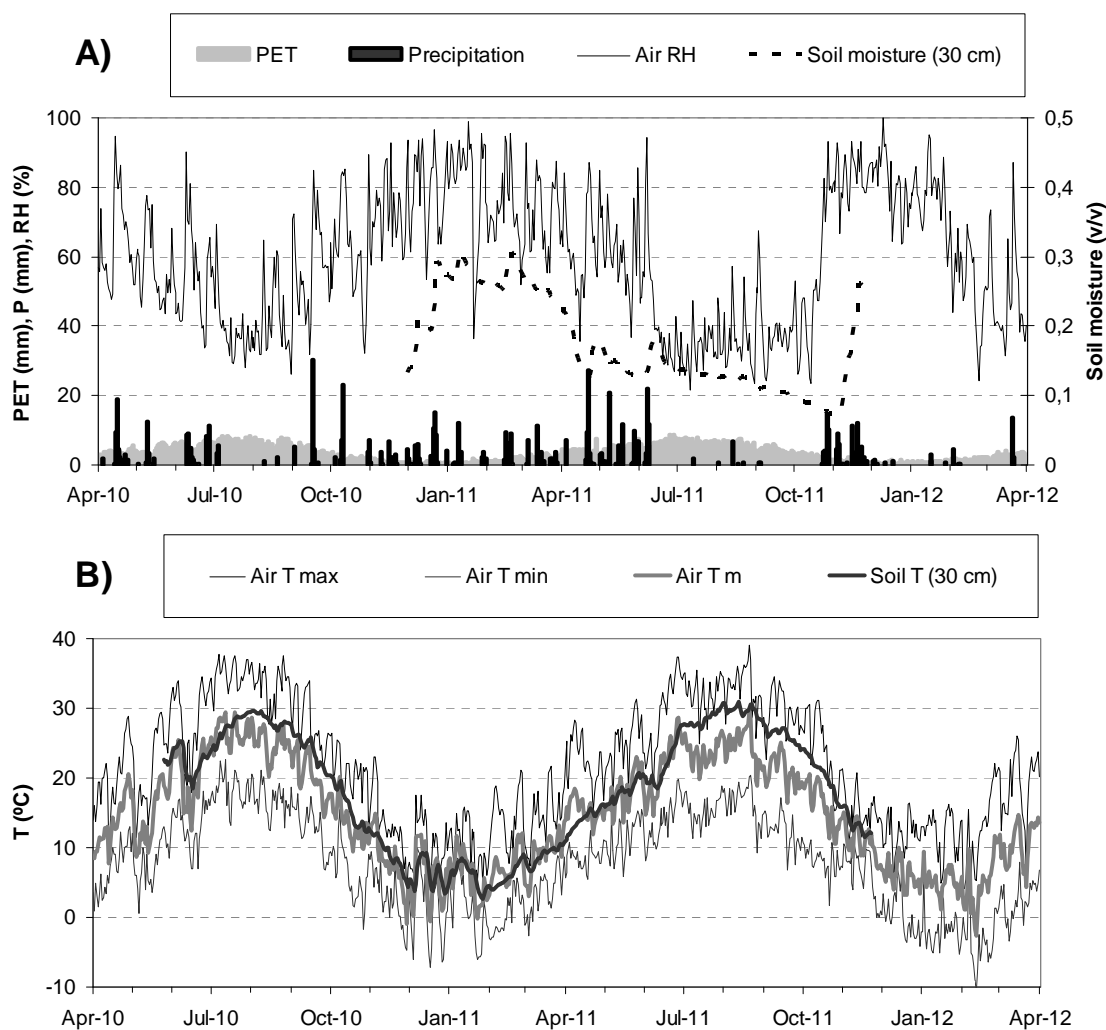 A)
PET Precipitation Air RH Soil moisture (30 cm)
PET (mm), P (mm), RH (%)
100
80
60
40
20
0
0,5
0,4
0,3
0,2
0,1
0
Soil moisture (v/v)
Apr-10 Jul-10 Oct-10 Jan-11 Apr-11 Jul-11 Oct-11 Jan-12 Apr-12
B)
Air T max Air T min Air T m Soil T (30 cm)
T (ºC)
40
30
20
10
0
-10
Apr-10 Jul-10 Oct-10 Jan-11 Apr-11 Jul-11 Oct-11 Jan-12 Apr-12